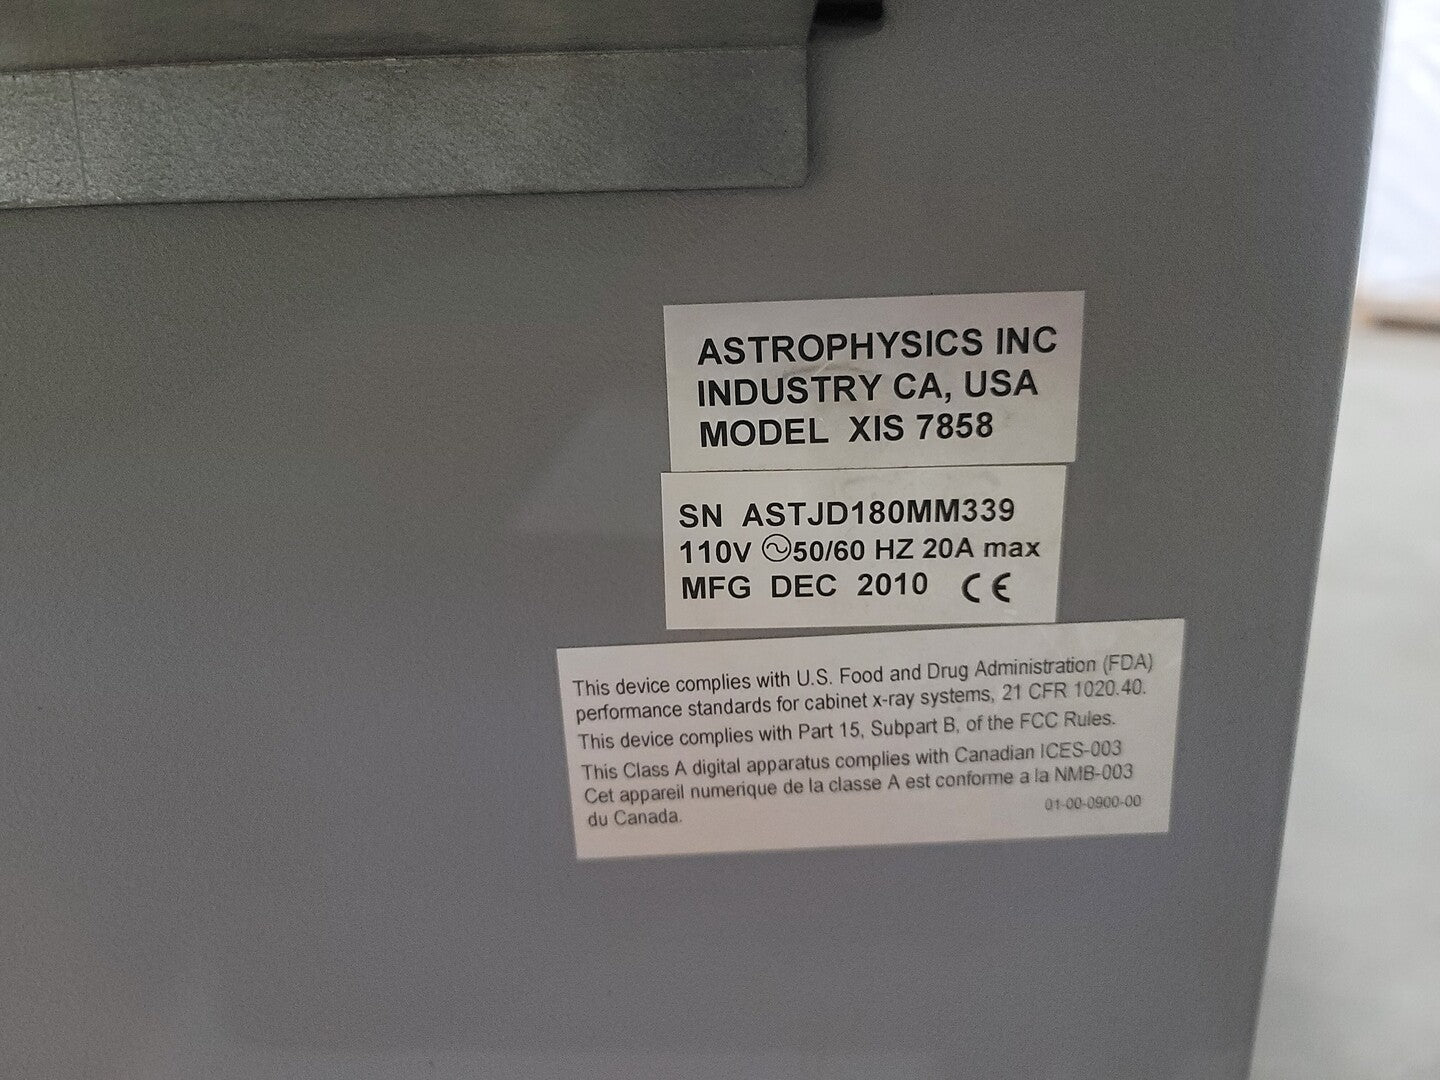 ASTROPHYSICS INC
INDUSTRY CA, USA
MODEL XIS 7858
SN ASTJD180MM339
110V 50/60 HZ 20A max
MFG DEC 2010 CE
This device complies with U.S. Food and Drug Administration (FDA)
performance standards for cabinet x-ray systems, 21 CFR 1020.40.
This device complies with Part 15, Subpart B, of the FCC Rules.
This Class A digital apparatus complies with Canadian ICES-003
Cet appareil numerique de la classe A est conforme a la NMB-003
du Canada.
01-00-0900-00